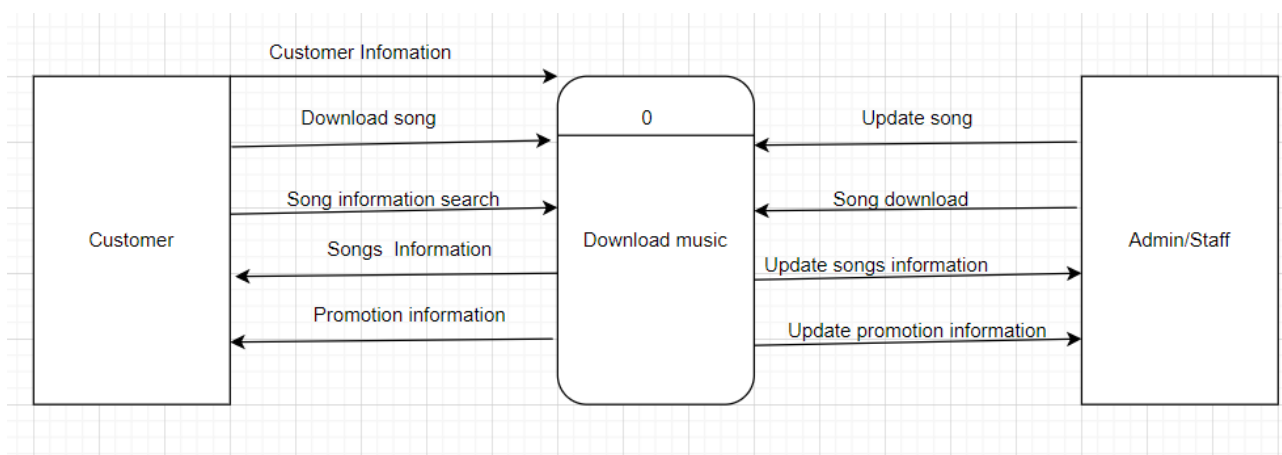 Customer Infomation
Download song
0
Update song
Song information search
Song download
Customer
Songs Information
Download music
Admin/Staff
Update songs information
Promotion information
Update promotion information